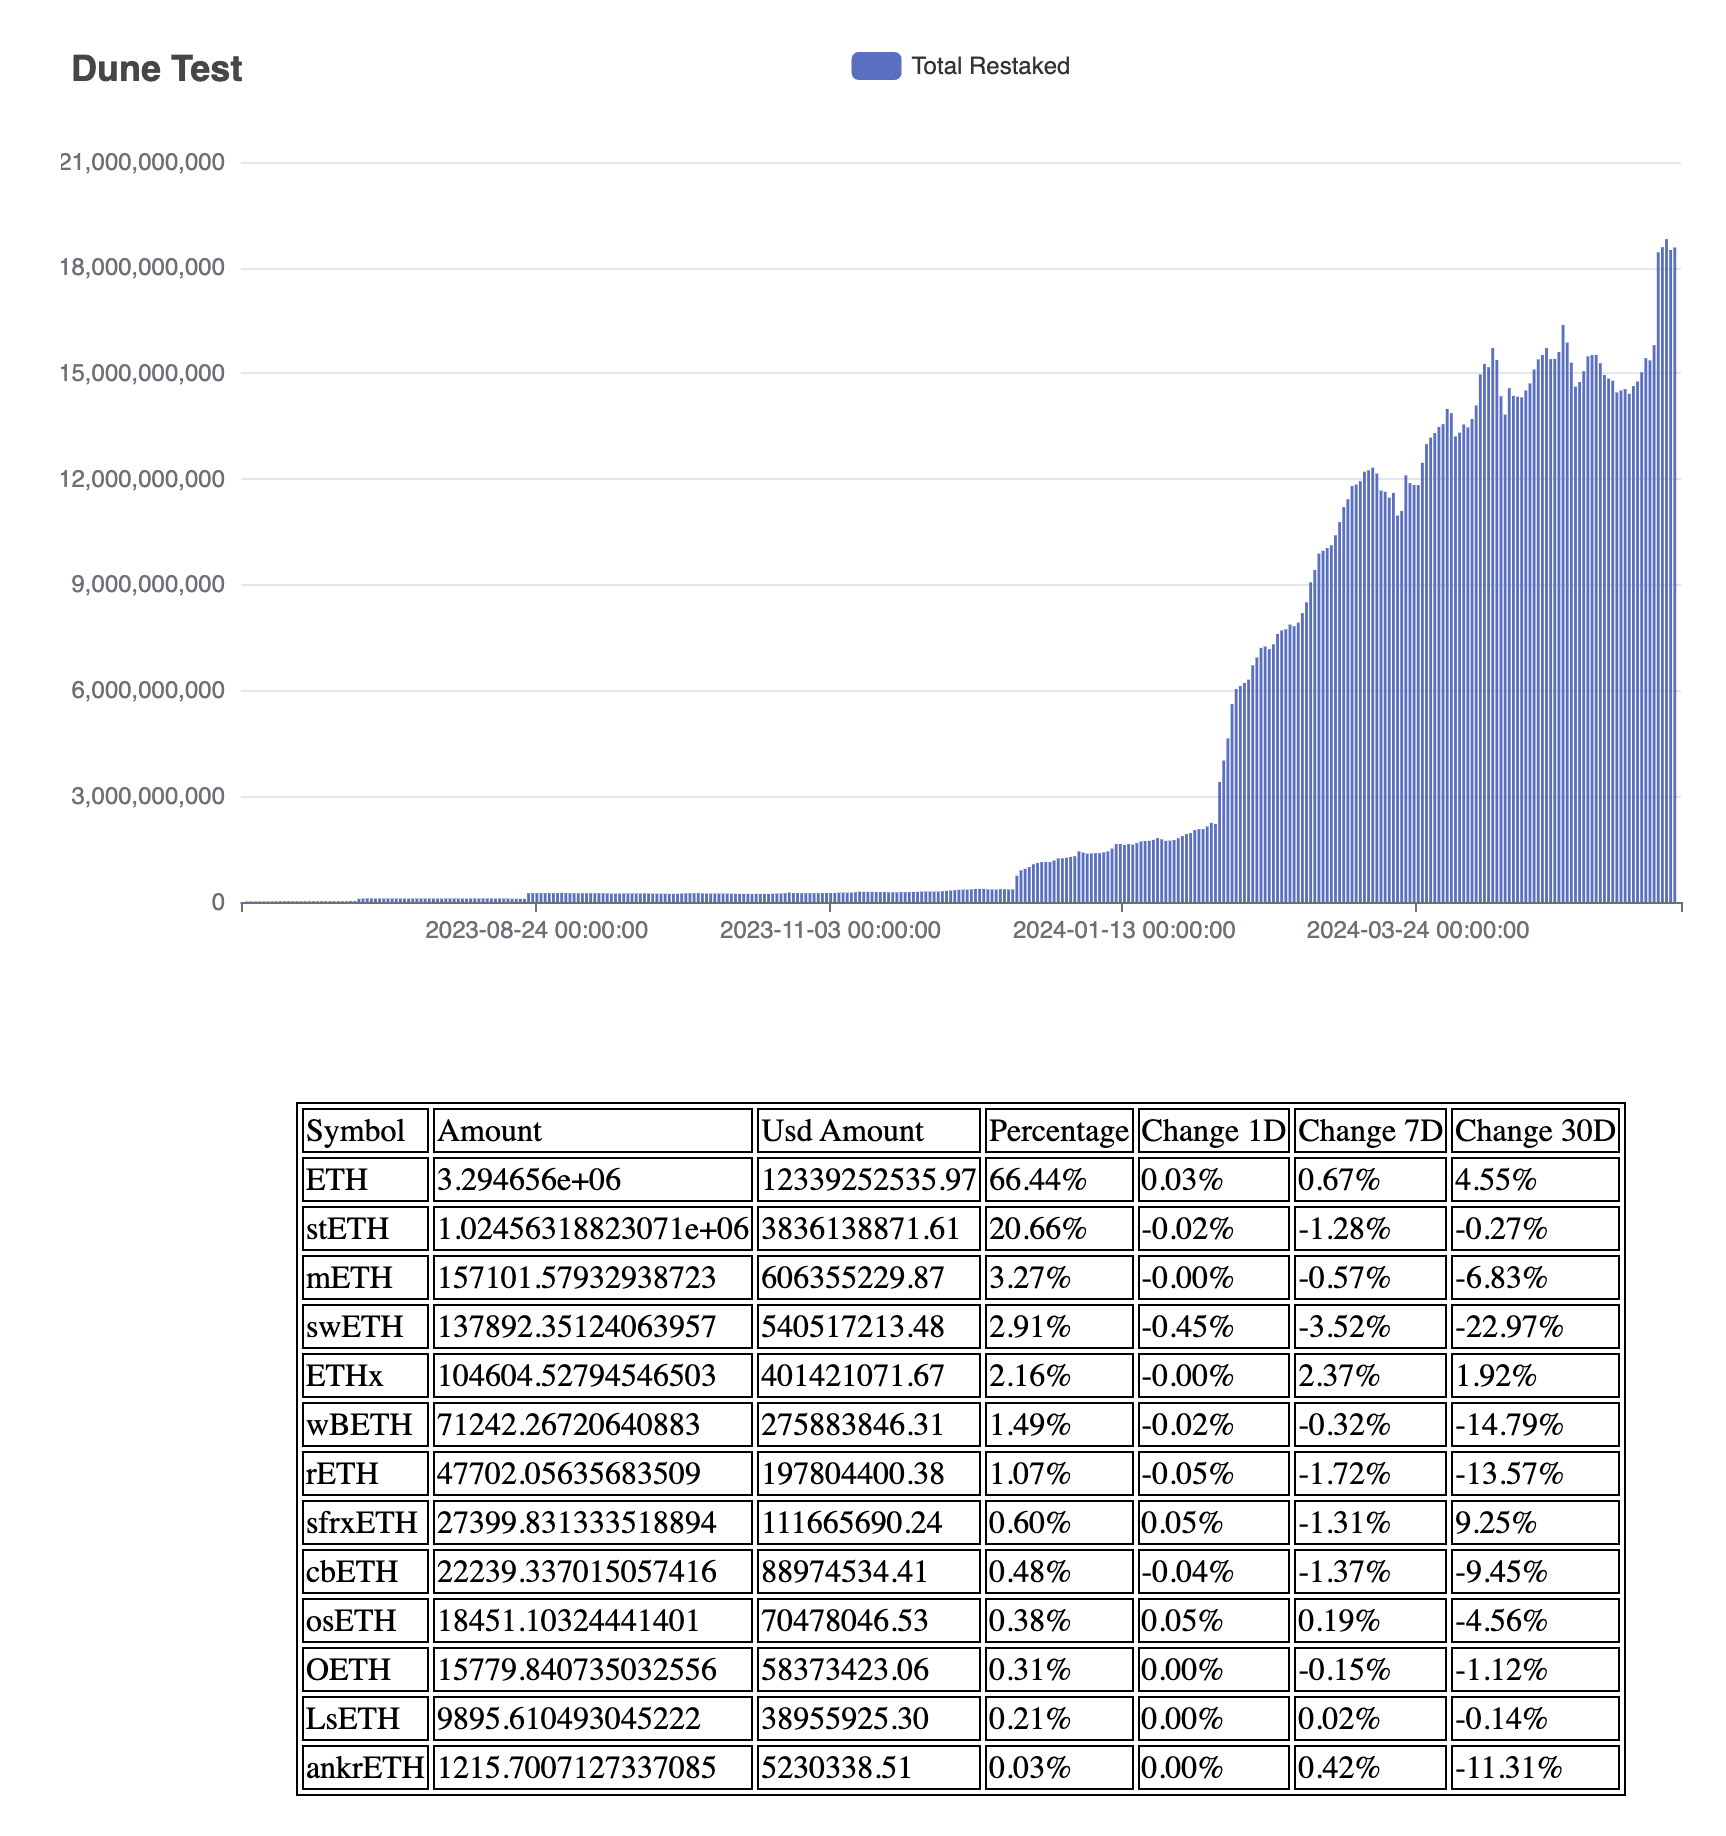 Dune Test
Total Restaked
21,000,000,000
18,000,000,000
15,000,000,000
12,000,000,000
9,000,000,000
6,000,000,000
3,000,000,000
0
2023-08-24 00:00:00 2023-11-03 00:00:00 2024-01-13 00:00:00 2024-03-24 00:00:00
Symbol Amount Usd Amount Percentage Change 1D Change 7D Change 30D
ETH 3.294656e+06 12339252535.97 66.44% 0.03% 0.67% 4.55%
stETH 1.02456318823071e+06 3836138871.61 20.66% -0.02% -1.28% -0.27%
mETH 157101.57932938723 606355229.87 3.27% -0.00% -0.57% -6.83%
swETH 137892.35124063957 540517213.48 2.91% -0.45% -3.52% -22.97%
ETHx 104604.52794546503 401421071.67 2.16% -0.00% 2.37% 1.92%
wBETH 71242.26720640883 275883846.31 1.49% -0.02% -0.32% -14.79%
rETH 47702.05635683509 197804400.38 1.07% -0.05% -1.72% -13.57%
sfrxETH 27399.831333518894 111665690.24 0.60% 0.05% -1.31% 9.25%
cbETH 22239.337015057416 88974534.41 0.48% -0.04% -1.37% -9.45%
osETH 18451.10324441401 70478046.53 0.38% 0.05% 0.19% -4.56%
OETH 15779.840735032556 58373423.06 0.31% 0.00% -0.15% -1.12%
LsETH 9895.610493045222 38955925.30 0.21% 0.00% 0.02% -0.14%
ankrETH 1215.7007127337085 5230338.51 0.03% 0.00% 0.42% -11.31%